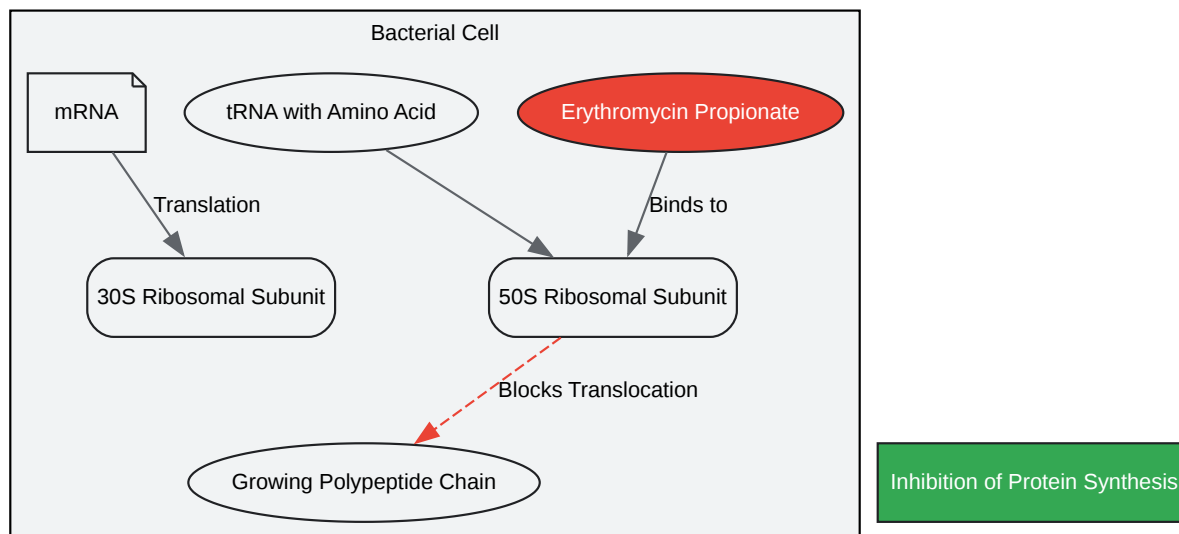 Bacterial Cell
mRNA
tRNA with Amino Acid
Erythromycin Propionate
Translation
Binds to
30S Ribosomal Subunit
50S Ribosomal Subunit
Blocks Translocation
Growing Polypeptide Chain
Inhibition of Protein Synthesis